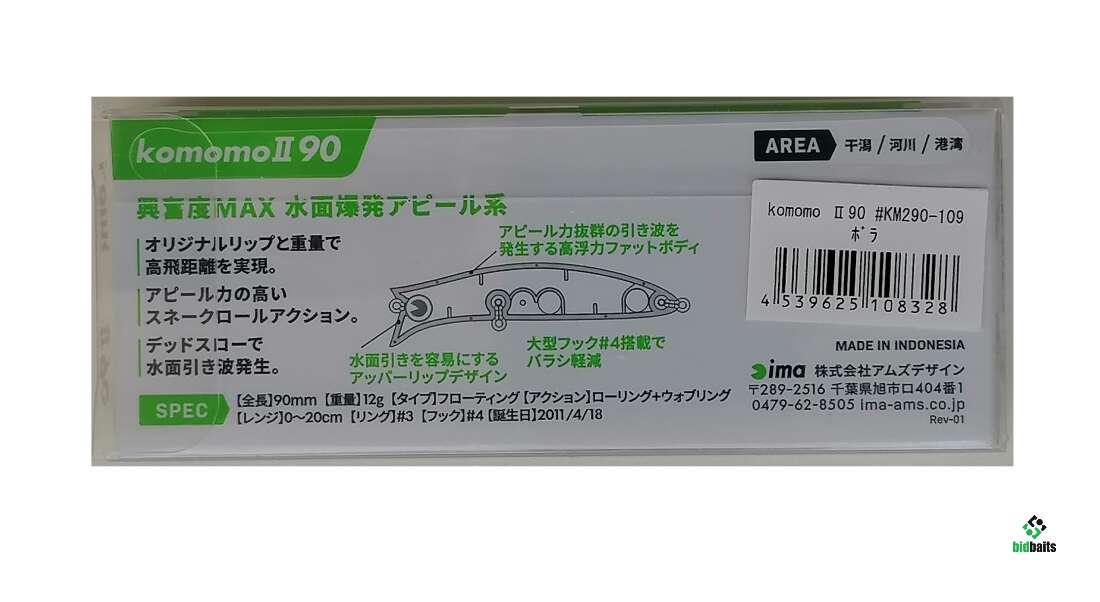 komomoⅡ90
AREA 干潟/河川/港湾
興奮度MAX 水面爆発アピール系
オリジナルリップと重量で
高飛距離を実現。
アピール力の高い
スネークロールアクション。
デッドスローで
水面引き波発生。
アピール力抜群の引き波を
発生する高浮力ファットボディ
水面引きを容易にする
アッパーリップデザイン
大型フック#4搭載で
バラシ軽減
komomo Ⅱ90 #KM290-109
ボラ
4 539625 108328
MADE IN INDONESIA
ima 株式会社アムズデザイン
〒289-2516 千葉県旭市ロ404番1
0479-62-8505 ima-ams.co.jp
Rev-01
SPEC
【全長】90mm 【重量】12g 【タイプ】フローティング 【アクション】ローリング+ウォブリング
【レンジ】0〜20cm 【リング】#3 【フック】#4 【誕生日】2011/4/18
bidbaits